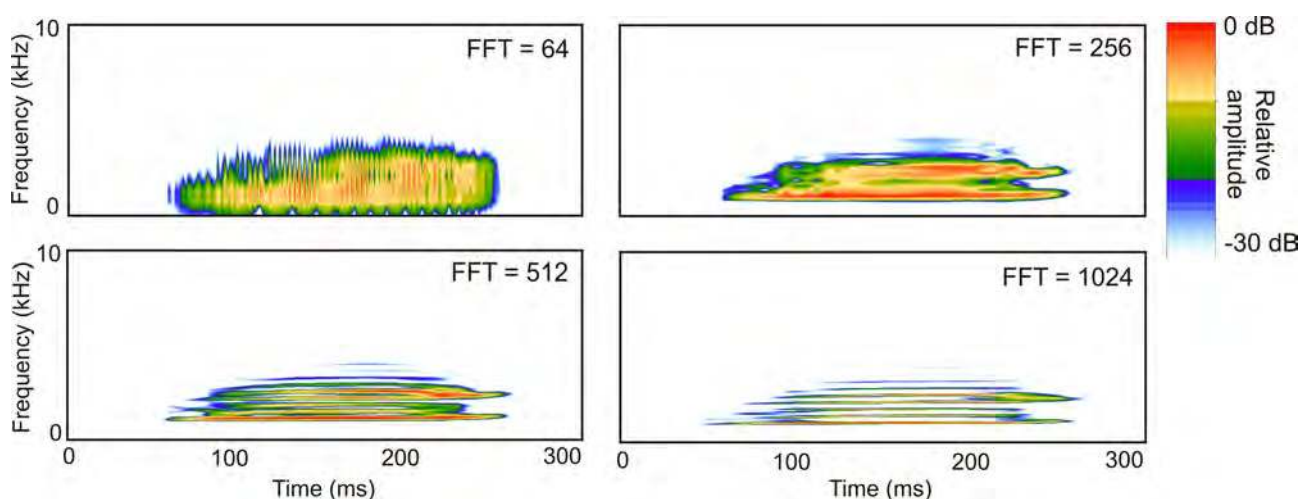 10
FFT = 64
FFT = 256
0 dB
Frequency (kHz)
Relative
amplitude
0
-30 dB
10
FFT = 512
FFT = 1024
Frequency (kHz)
0
0
100
200
300
0
100
200
300
Time (ms)
Time (ms)